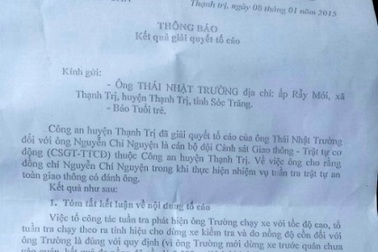 Thạnh trị, ngày 08 tháng 01 năm 2013
THÔNG BÁO
Kết quả giải quyết tố cáo
Kính gửi:
- Ông THÁI NHẬT TRƯỜNG địa chỉ: ấp Rẫy Mới, xã
Thạnh Trị, huyện Thạnh Trị, tỉnh Sóc Trăng.
- Báo Tuổi trẻ.
Công an huyện Thạnh Trị đã giải quyết tố cáo của ông Thái Nhật Trường
đối với ông Nguyễn Chí Nguyện là cán bộ đội Cảnh sát Giao thông - Trật tự cơ
động (CSGT-TTCĐ) thuộc Công an huyện Thạnh Trị. Về việc ông cho rằng
đồng chí Nguyễn Chí Nguyện trong khi thực hiện nhiệm vụ tuần tra trật tự an
toàn giao thông có đánh ông.
Kết quả như sau:
1. Tóm tắt kết luận về nội dung tố cáo
Việc tổ công tác tuần tra phát hiện ông Trường chạy xe với tốc độ cao, tổ
tuần tra chạy theo ra tính hiệu cho dừng xe kiểm tra và đo nồng độ cồn đối với
ông Trường là đúng với quy định (vì ông Trường mới dừng xe trước quán chưa